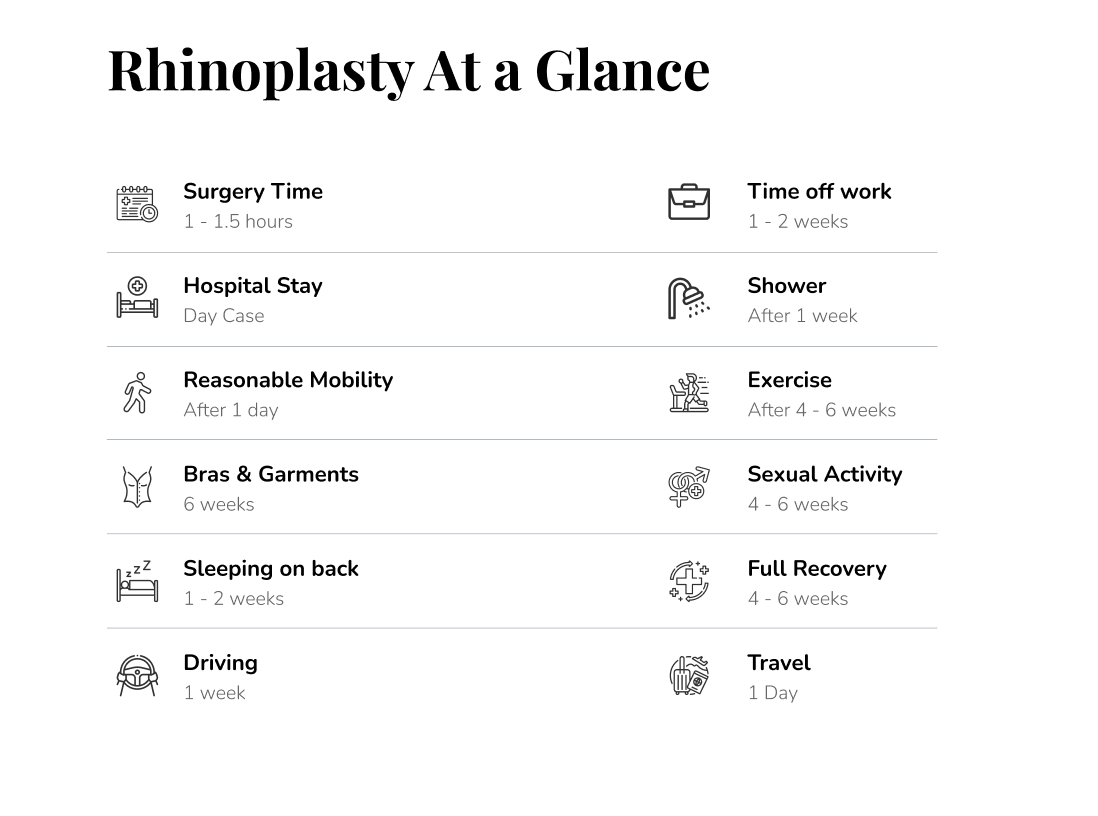 Rhinoplasty At a Glance
Surgery Time
1 - 1.5 hours
Time off work
1 - 2 weeks
Hospital Stay
Day Case
Shower
After 1 week
Reasonable Mobility
After 1 day
Exercise
After 4 - 6 weeks
Bras & Garments
6 weeks
Sexual Activity
4 - 6 weeks
Sleeping on back
1 - 2 weeks
Full Recovery
4 - 6 weeks
Driving
1 week
Travel
1 Day